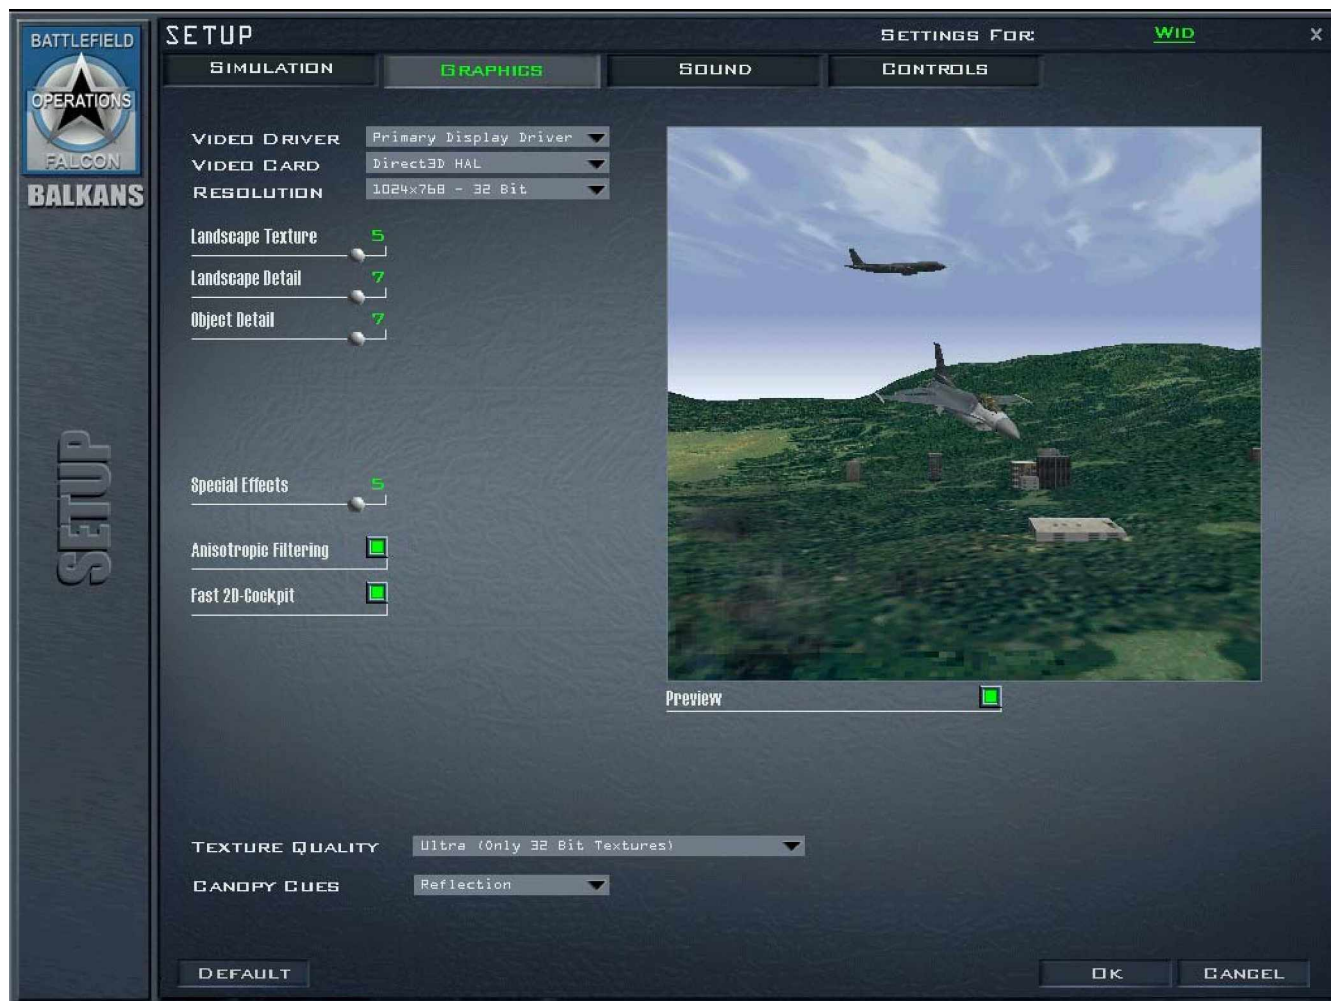 BATTLEFIELD
OPERATIONS
FALCON
BALKANS
SETUP
SETUP
SETTINGS FOR: WID X
SIMULATION GRAPHICS SOUND CONTROLS
VIDEO DRIVER Primary Display Driver
VIDEO CARD Direct3D HAL
RESOLUTION 1024x768 - 32 Bit
Landscape Texture 5
Landscape Detail 7
Object Detail 7
Special Effects 5
Anisotropic Filtering
Fast 2D-Cockpit
Preview
TEXTURE QUALITY Ultra (Only 32 Bit Textures)
CANOPY CUES Reflection
DEFAULT OK CANCEL